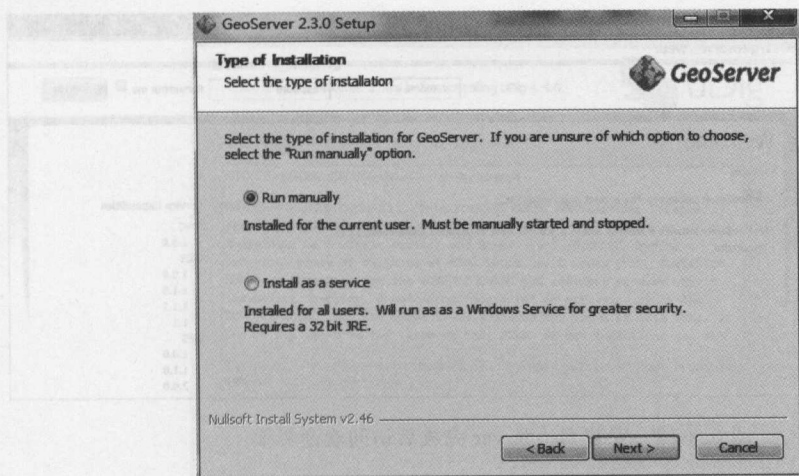 GeoServer 2.3.0 Setup
Type of Installation
Select the type of installation
GeoServer
Select the type of installation for GeoServer. If you are unsure of which option to choose,
select the "Run manually" option.
Run manually
Installed for the current user. Must be manually started and stopped.
Install as a service
Installed for all users. Will run as as a Windows Service for greater security.
Requires a 32 bit JRE.
Nullsoft Install System v2.46
< Back
Next >
Cancel